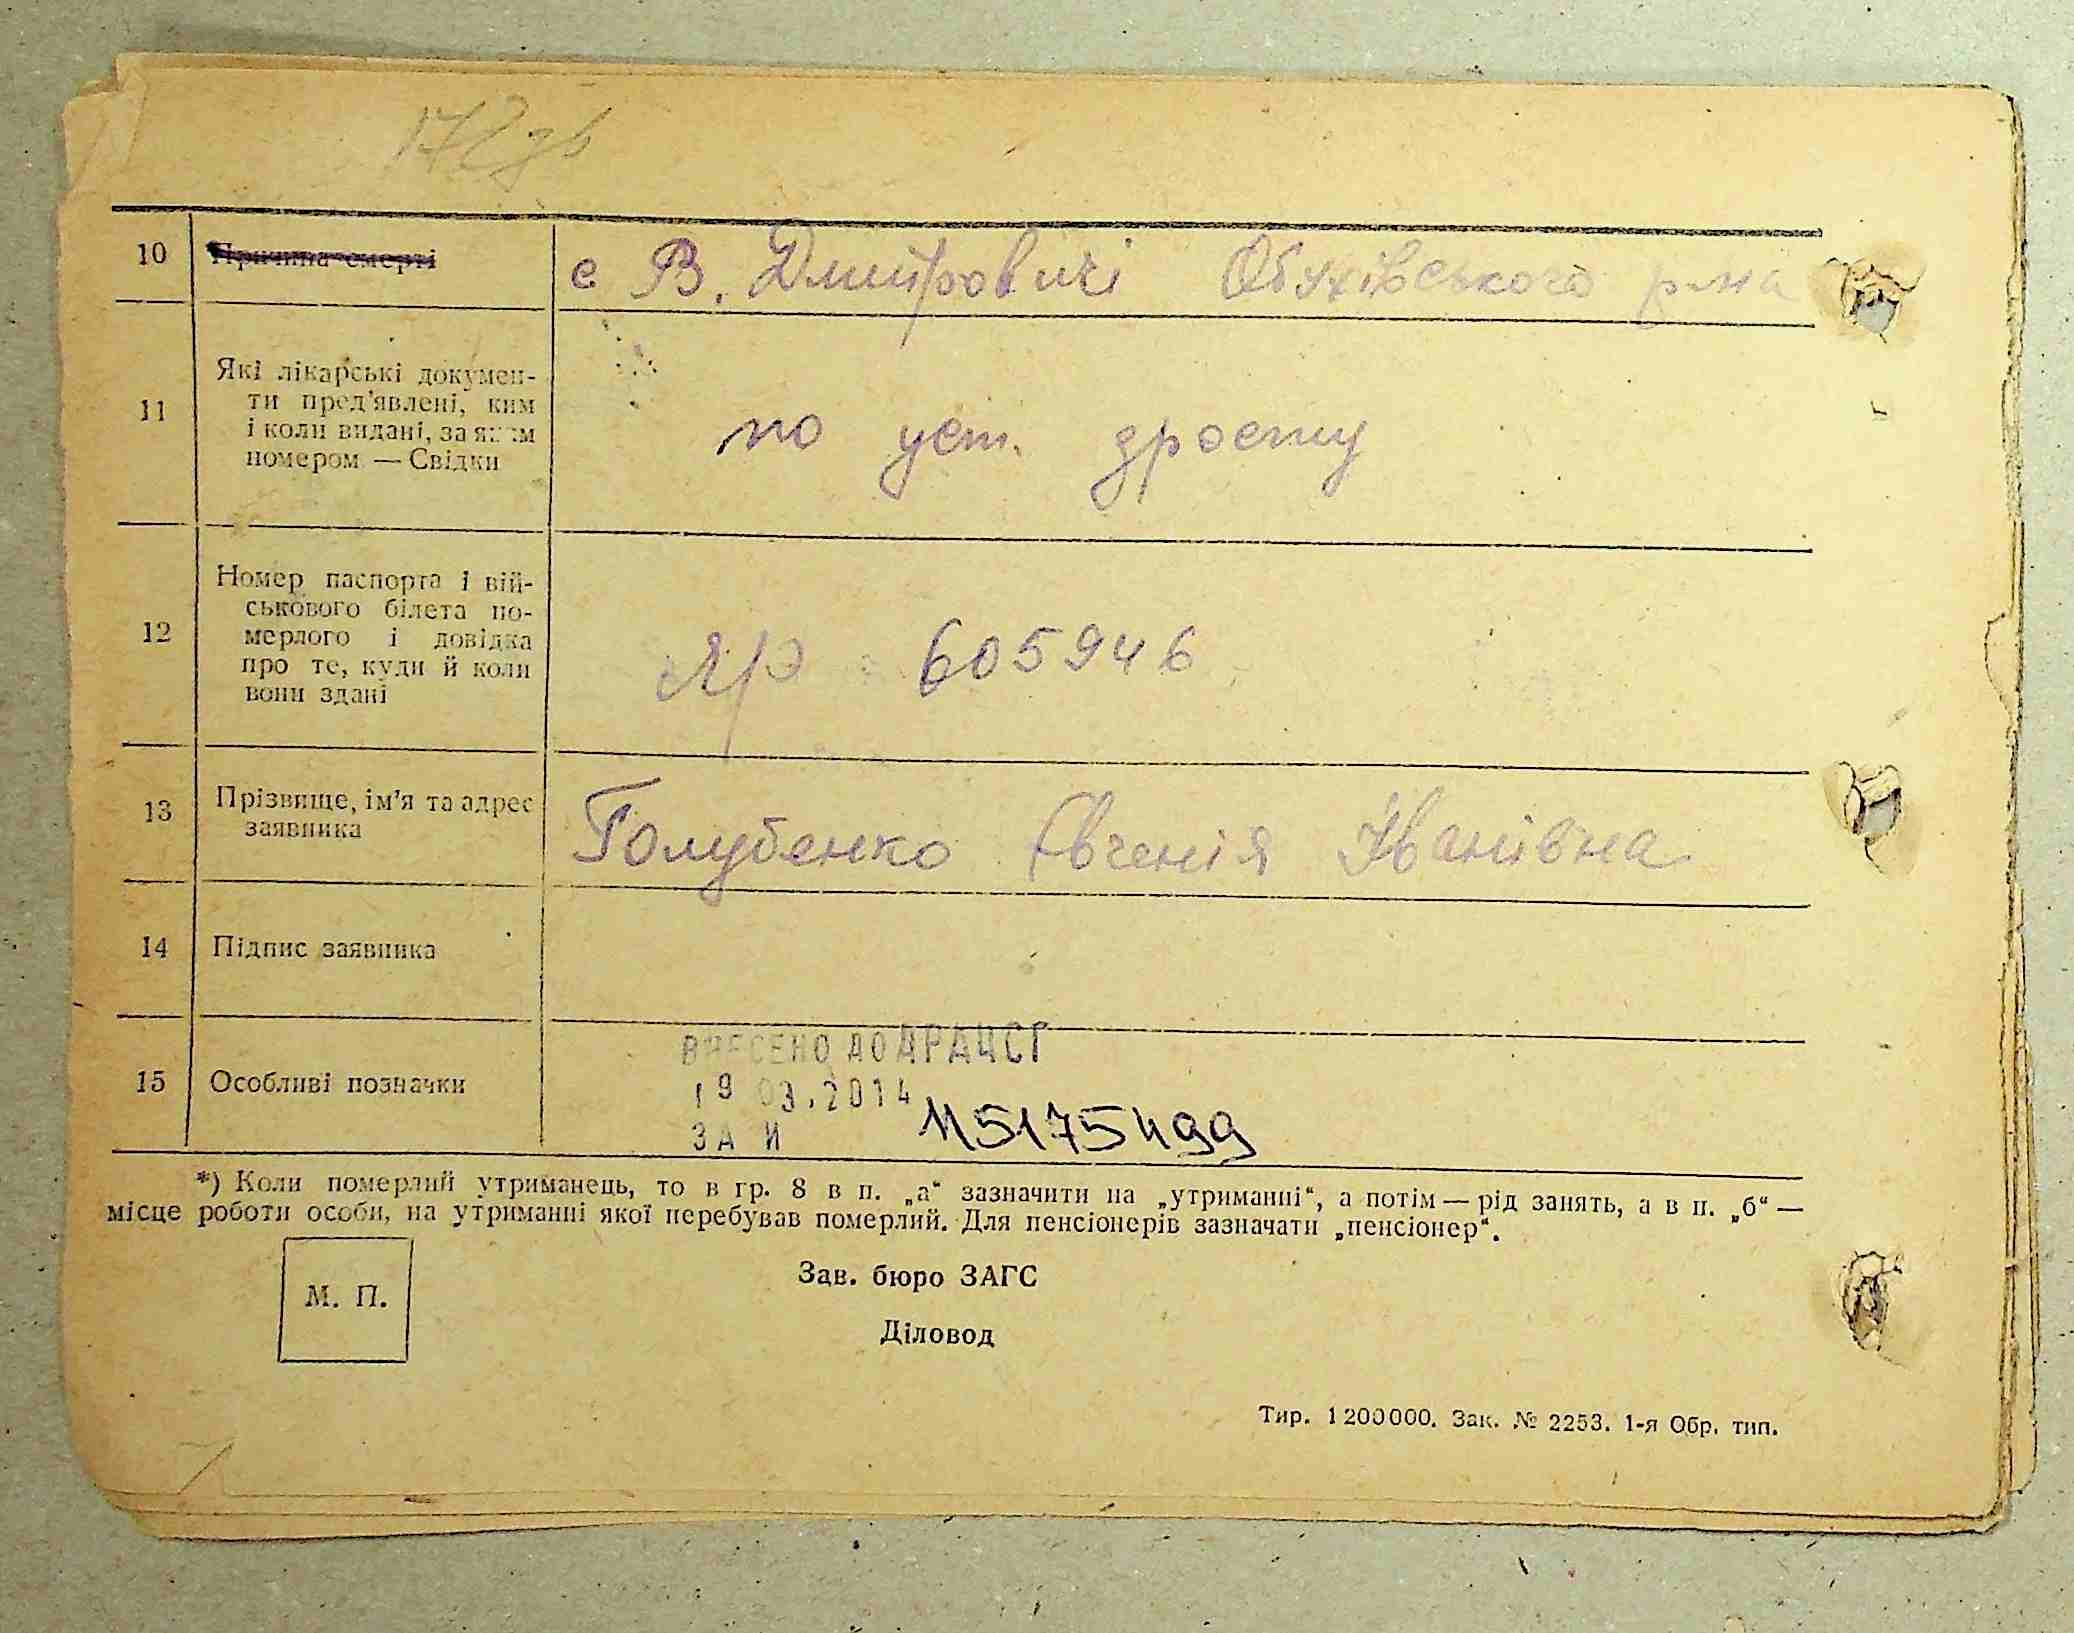 10 Причина смерті с В. Дмитровичі Обухівського р-на
11 Які лікарські докумен-
ти пред'явлені, ким
і коли видані, за яким
номером — Свідки
по уст.
12 Номер паспорта і вій-
ськового білета по-
мерлого і довідка
про те, куди й коли
вони здані
ЯР 605946
13 Прізвище, ім'я та адрес
заявника
Голубенко Євгенія Іванівна
14 Підпис заявника
15 Особливі позначки
ВНЕСЕНО ДО ДРАЦСГ
19 03.2014
ЗА И 115175499
*) Коли померлий утриманець, то в гр. 8 в п. „а“ зазначити на „утриманні“, а потім — рід занять, а в п. „б“ —
місце роботи особи, на утриманні якої перебував померлий. Для пенсіонерів зазначати „пенсіонер“.
М. П.
Зав. бюро ЗАГС
Діловод
Тир. 1200000. Зак. № 2253. 1-я Обр. тип.